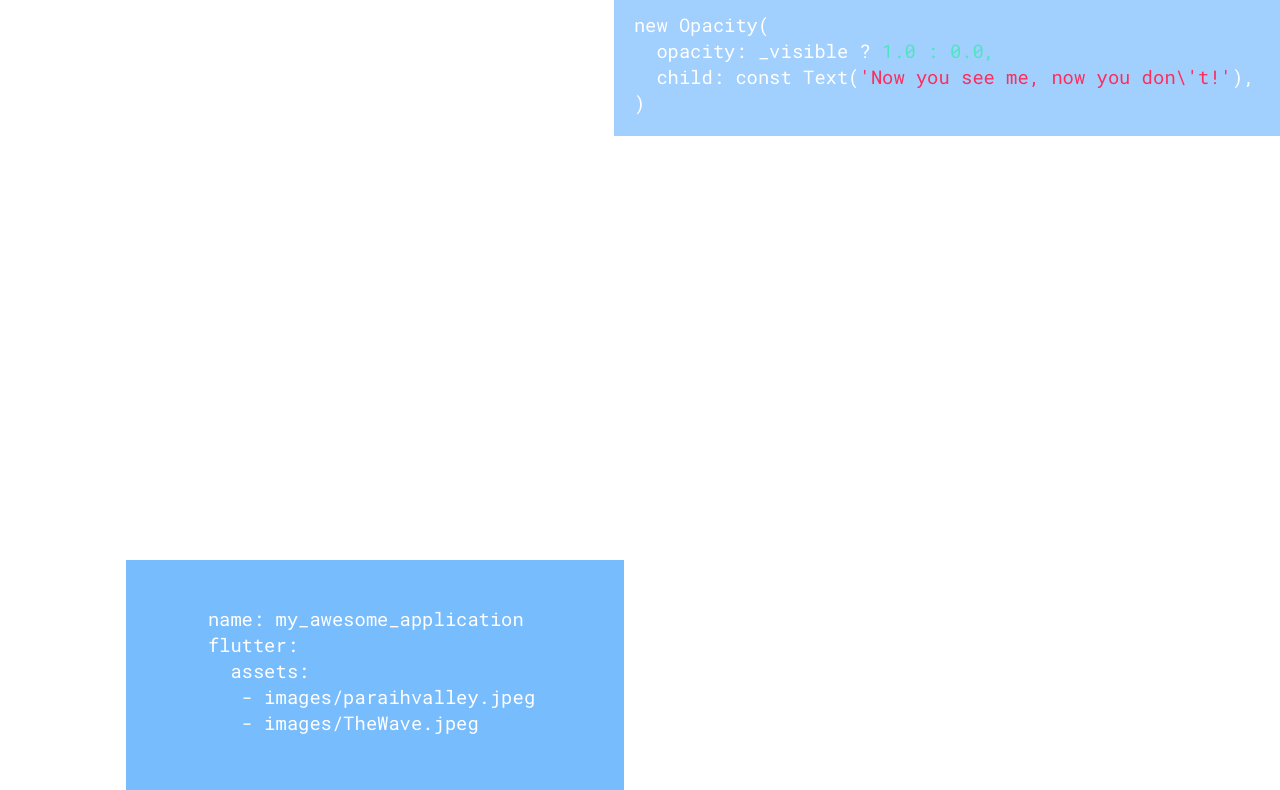 new Opacity(
  opacity: _visible ? 1.0 : 0.0,
  child: const Text('Now you see me, now you don\'t!'),
)
name: my_awesome_application
flutter:
  assets:
   - images/paraihvalley.jpeg
   - images/TheWave.jpeg